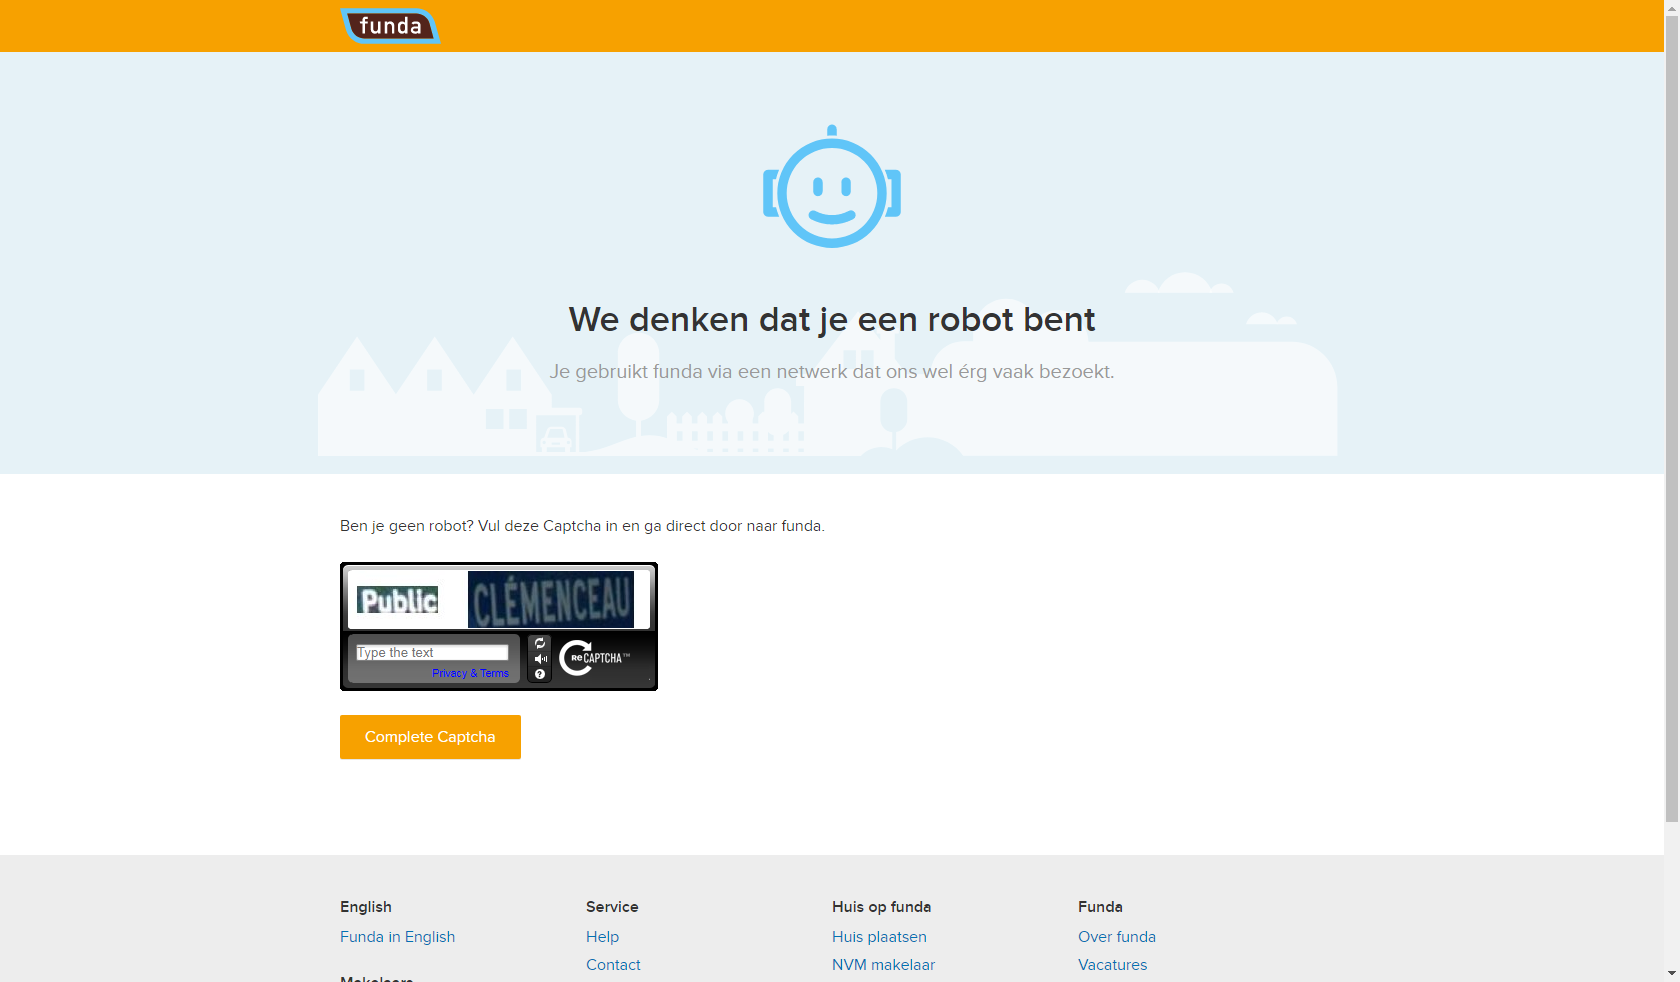 funda
We denken dat je een robot bent
Je gebruikt funda via een netwerk dat ons wel érg vaak bezoekt.
Ben je geen robot? Vul deze Captcha in en ga direct door naar funda.
Public CLÉMENCEAU
Type the text
Privacy & Terms
reCAPTCHA™
Complete Captcha
English
Funda in English
Makelaars
Service
Help
Contact
Huis op funda
Huis plaatsen
NVM makelaar
Funda
Over funda
Vacatures